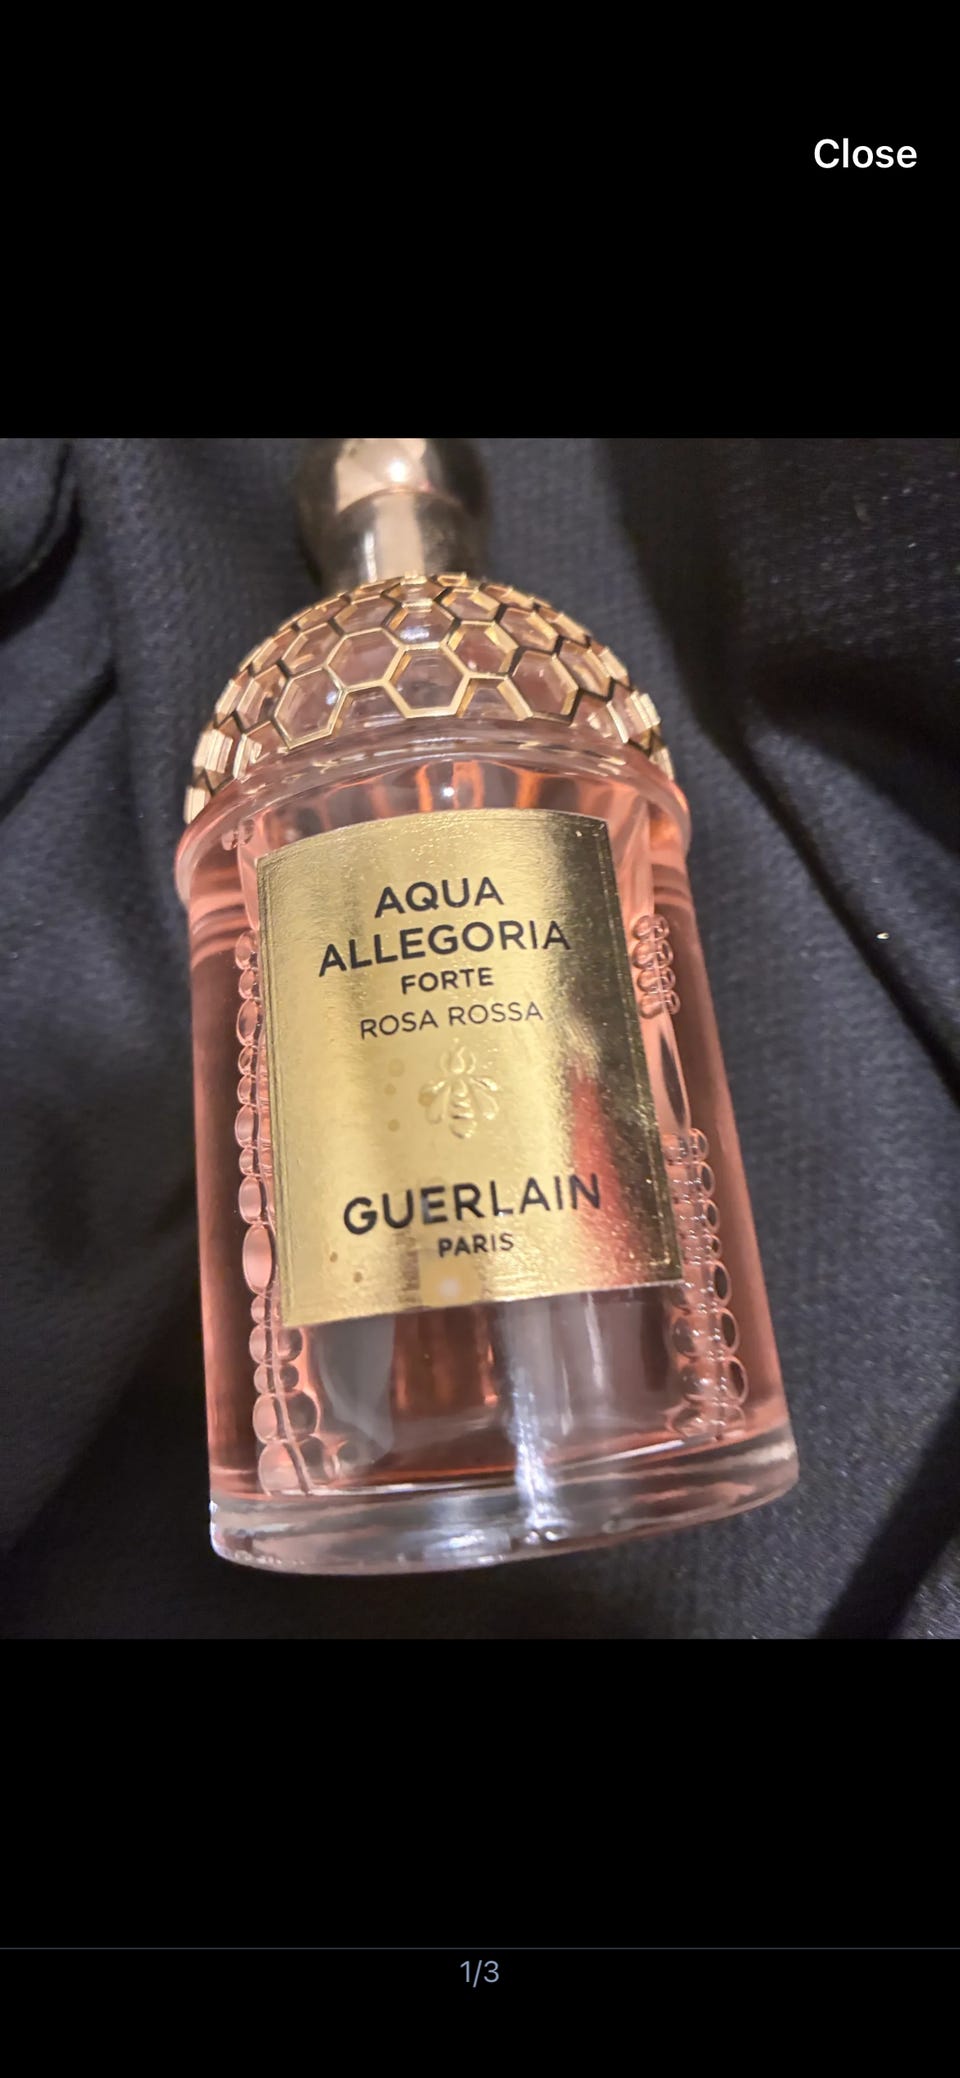 Close
AQUA
ALLEGORIA
FORTE
ROSA ROSSA
GUERLAIN
PARIS
1/3